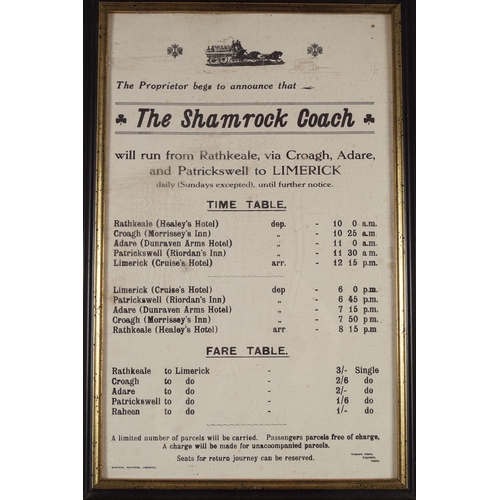 The Proprietor begs to announce that —
The Shamrock Coach
will run from Rathkeale, via Croagh, Adare,
and Patrickswell to LIMERICK
daily (Sundays excepted), until further notice.
TIME TABLE.
Rathkeale (Healey's Hotel) dep. - 10 0 a.m.
Croagh (Morrissey's Inn) „ - 10 25 a.m.
Adare (Dunraven Arms Hotel) „ - 11 0 a.m.
Patrickswell (Riordan's Inn) „ - 11 30 a.m.
Limerick (Cruise's Hotel) arr. - 12 15 p.m.
Limerick (Cruise's Hotel) dep - 6 0 p.m.
Patrickswell (Riordan's Inn) „ - 6 45 p.m.
Adare (Dunraven Arms Hotel) „ - 7 15 p.m.
Croagh (Morrissey's Inn) „ - 7 50 p.m.
Rathkeale (Healey's Hotel) arr - 8 15 p.m
FARE TABLE.
Rathkeale to Limerick - 3/- Single
Croagh to do - 2/6 do
Adare to do - 2/- do
Patrickswell to do - 1/6 do
Raheen to do - 1/- do
A limited number of parcels will be carried. Passengers parcels free of charge,
A charge will be made for unaccompanied parcels.
Seats for return journey can be reserved.